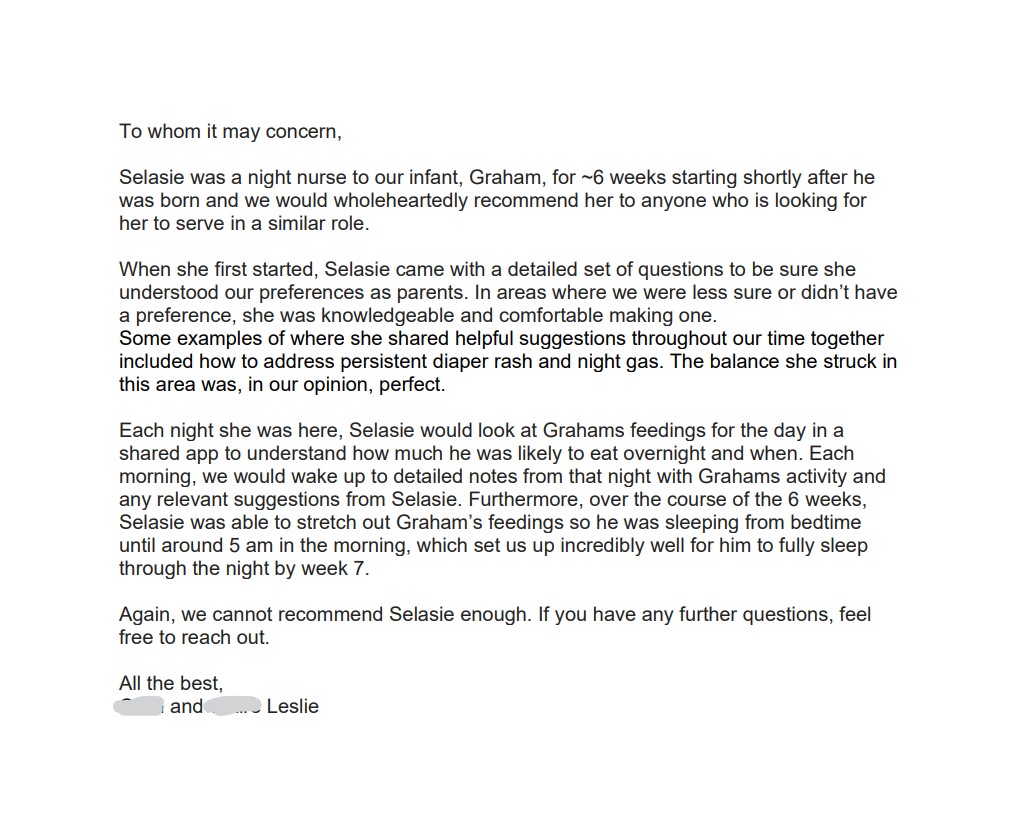 To whom it may concern,
Selasie was a night nurse to our infant, Graham, for ~6 weeks starting shortly after he
was born and we would wholeheartedly recommend her to anyone who is looking for
her to serve in a similar role.
When she first started, Selasie came with a detailed set of questions to be sure she
understood our preferences as parents. In areas where we were less sure or didn’t have
a preference, she was knowledgeable and comfortable making one.
Some examples of where she shared helpful suggestions throughout our time together
included how to address persistent diaper rash and night gas. The balance she struck in
this area was, in our opinion, perfect.
Each night she was here, Selasie would look at Grahams feedings for the day in a
shared app to understand how much he was likely to eat overnight and when. Each
morning, we would wake up to detailed notes from that night with Grahams activity and
any relevant suggestions from Selasie. Furthermore, over the course of the 6 weeks,
Selasie was able to stretch out Graham’s feedings so he was sleeping from bedtime
until around 5 am in the morning, which set us up incredibly well for him to fully sleep
through the night by week 7.
Again, we cannot recommend Selasie enough. If you have any further questions, feel
free to reach out.
All the best,
and Leslie